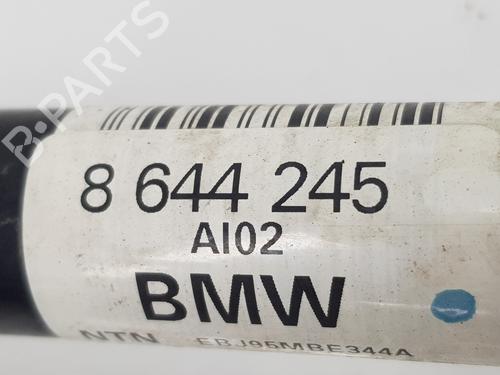 B-PARTS
8 644 245
AI02
BMW
NTN EBJ95MBE344A